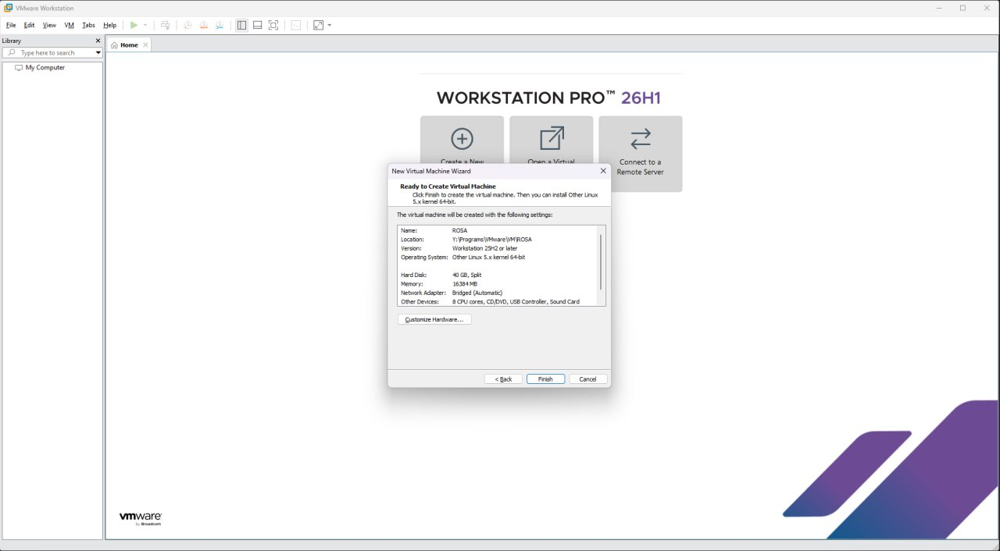 VMware Workstation
File Edit View VM Tabs Help
Library
Type here to search
My Computer
Home
WORKSTATION PRO™ 26H1
Create a New
Open a Virtual
Connect to a
Remote Server
New Virtual Machine Wizard
Ready to Create Virtual Machine
Click Finish to create the virtual machine. Then you can install Other Linux
5.x kernel 64-bit.
The virtual machine will be created with the following settings:
Name: ROSA
Location: Y:\Programs\VMware\VM\ROSA
Version: Workstation 25H2 or later
Operating System: Other Linux 5.x kernel 64-bit
Hard Disk: 40 GB, Split
Memory: 16384 MB
Network Adapter: Bridged (Automatic)
Other Devices: 8 CPU cores, CD/DVD, USB Controller, Sound Card
Customize Hardware...
< Back Finish Cancel
vmware
by Broadcom